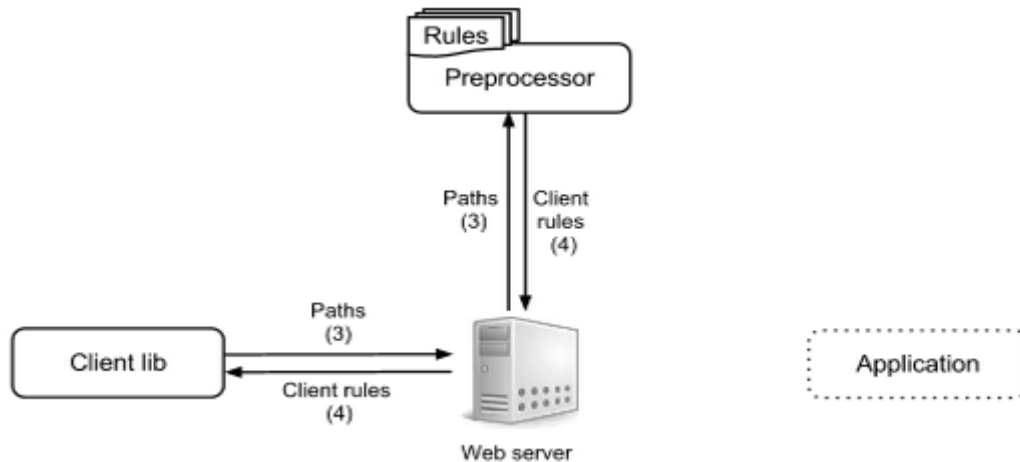 Rules
Preprocessor
Paths
(3)
Client
rules
(4)
Paths
(3)
Client lib
Client rules
(4)
Application
Web server